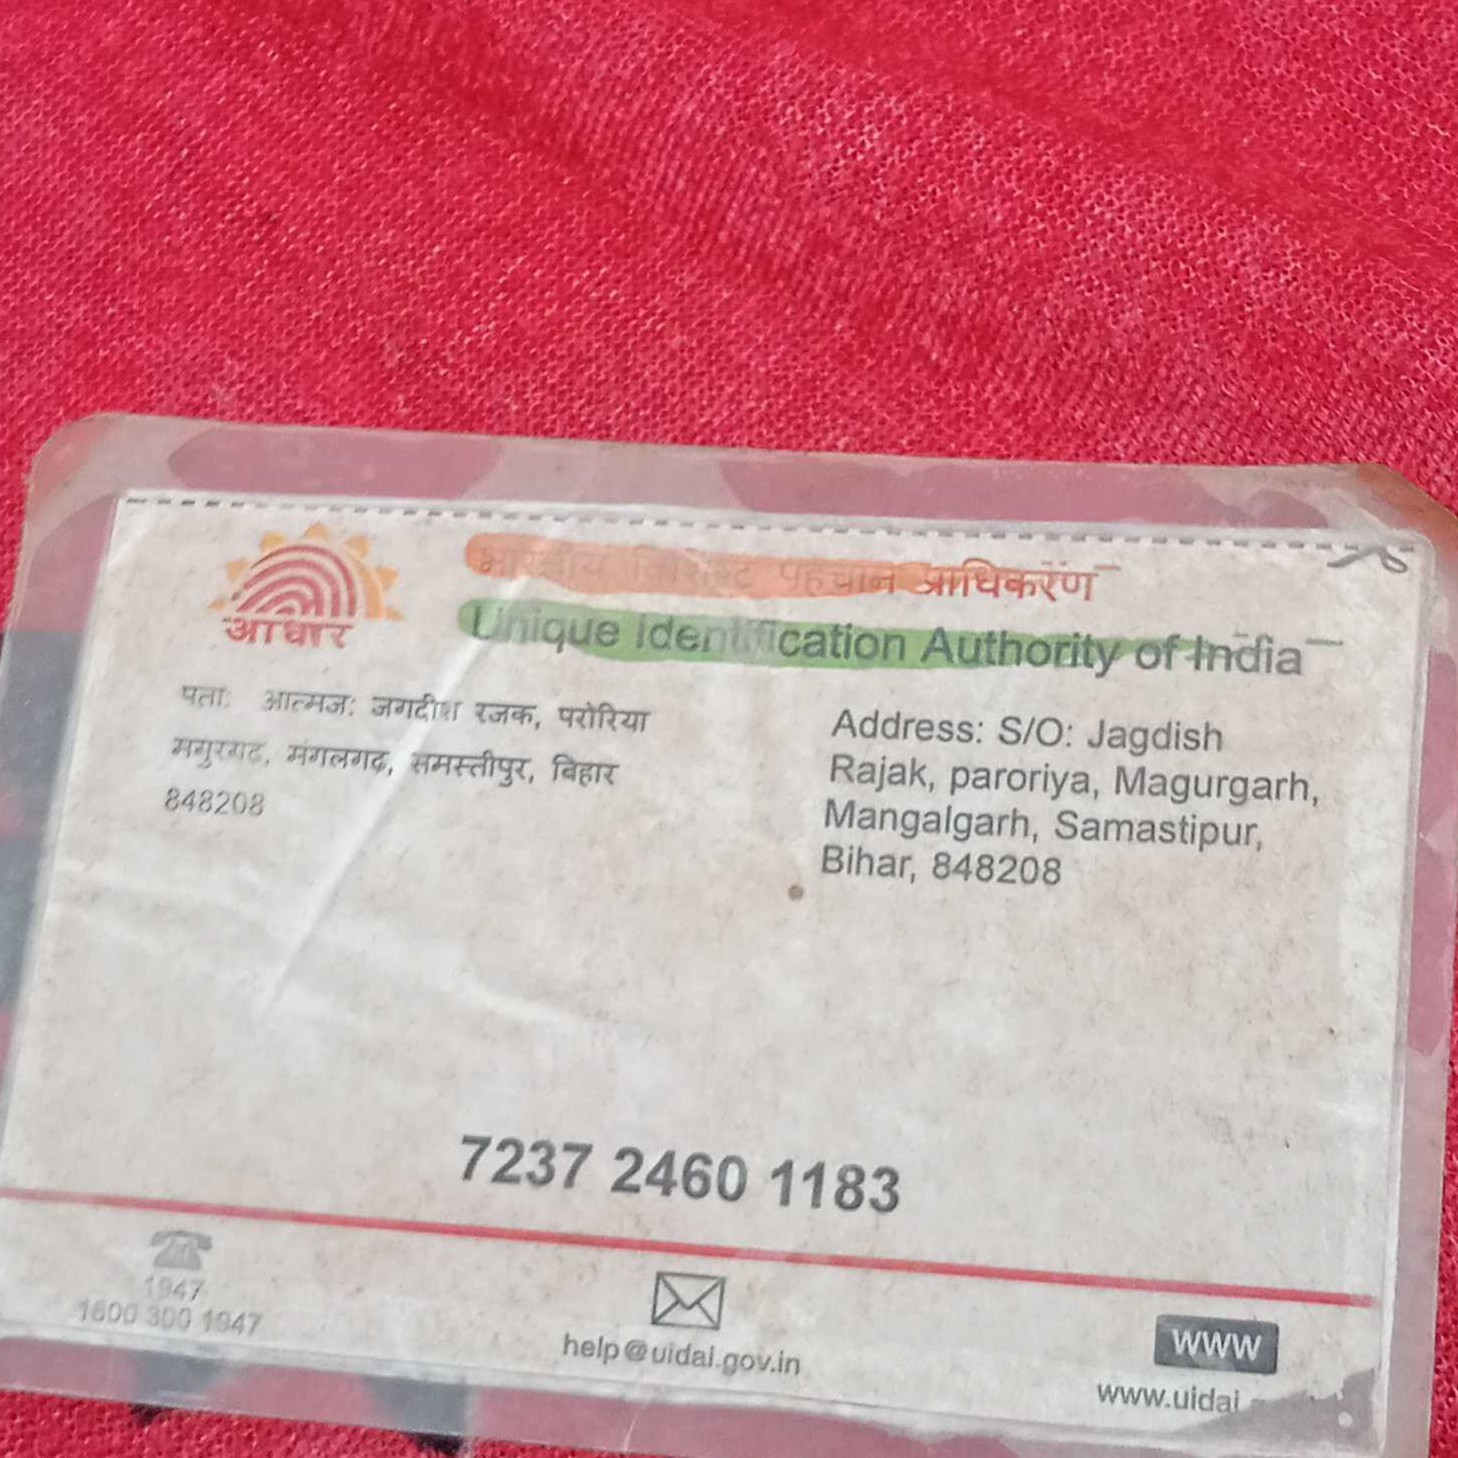 भारतीय विशिष्ट पहचान प्राधिकरण
Unique Identification Authority of India
आधार
पता: आत्मज: जगदीश रजक, परोरिया
मगुरगढ, मंगलगढ, समस्तीपुर, बिहार
848208
Address: S/O: Jagdish
Rajak, paroriya, Magurgarh,
Mangalgarh, Samastipur,
Bihar, 848208
7237 2460 1183
1947
1800 300 1947
help@uidai.gov.in
www
www.uidai